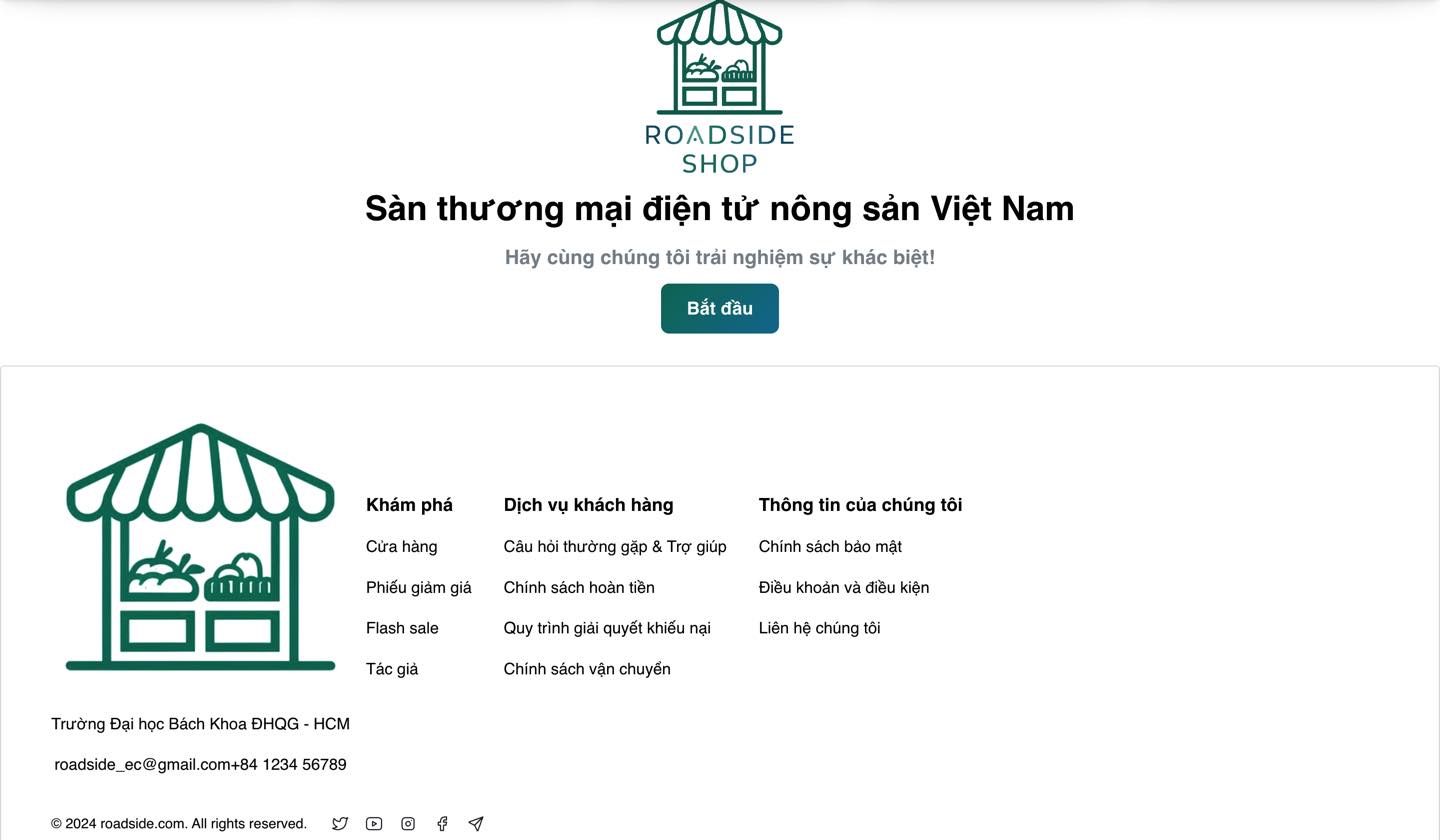 ROADSIDE
SHOP
Sàn thương mại điện tử nông sản Việt Nam
Hãy cùng chúng tôi trải nghiệm sự khác biệt!
Bắt đầu
Khám phá
Cửa hàng
Phiếu giảm giá
Flash sale
Tác giả
Dịch vụ khách hàng
Câu hỏi thường gặp & Trợ giúp
Chính sách hoàn tiền
Quy trình giải quyết khiếu nại
Chính sách vận chuyển
Thông tin của chúng tôi
Chính sách bảo mật
Điều khoản và điều kiện
Liên hệ chúng tôi
Trường Đại học Bách Khoa ĐHQG - HCM
roadside_ec@gmail.com+84 1234 56789
© 2024 roadside.com. All rights reserved.